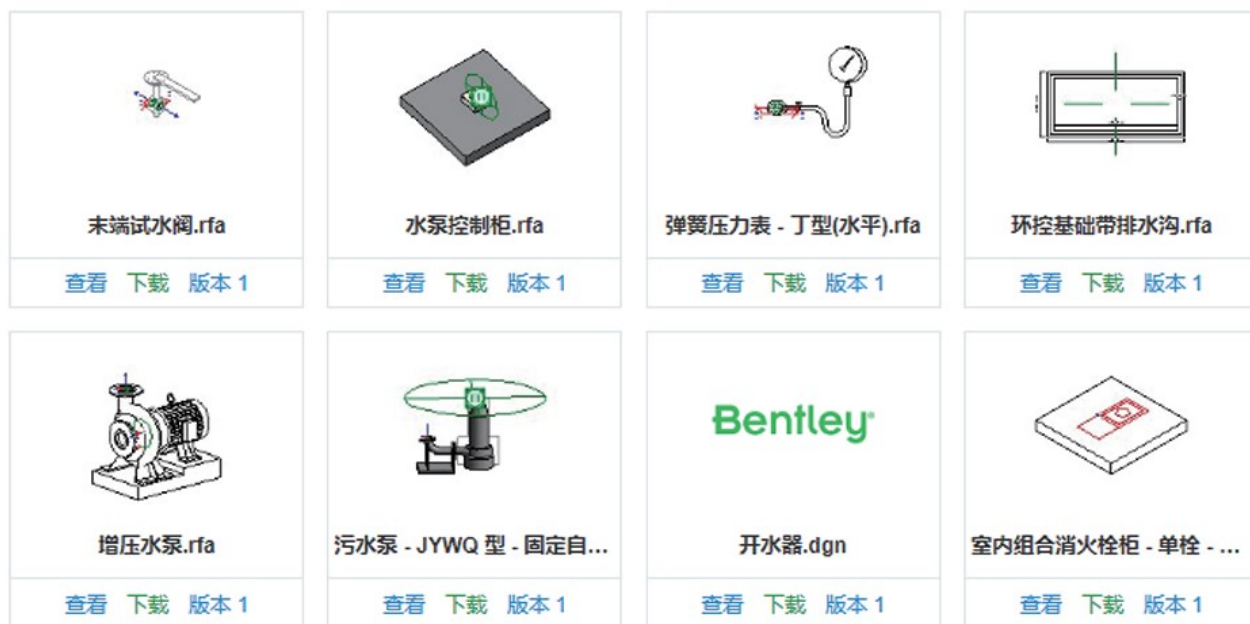 末端试水阀.rfa
水泵控制柜.rfa
弹簧压力表 - 丁型(水平).rfa
环控基础带排水沟.rfa
查看 下载 版本 1
查看 下载 版本 1
查看 下载 版本 1
查看 下载 版本 1
Bentley
增压水泵.rfa
污水泵 - JYWQ 型 - 固定自...
开水器.dgn
室内组合消火栓柜 - 单栓 - ...
查看 下载 版本 1
查看 下载 版本 1
查看 下载 版本 1
查看 下载 版本 1